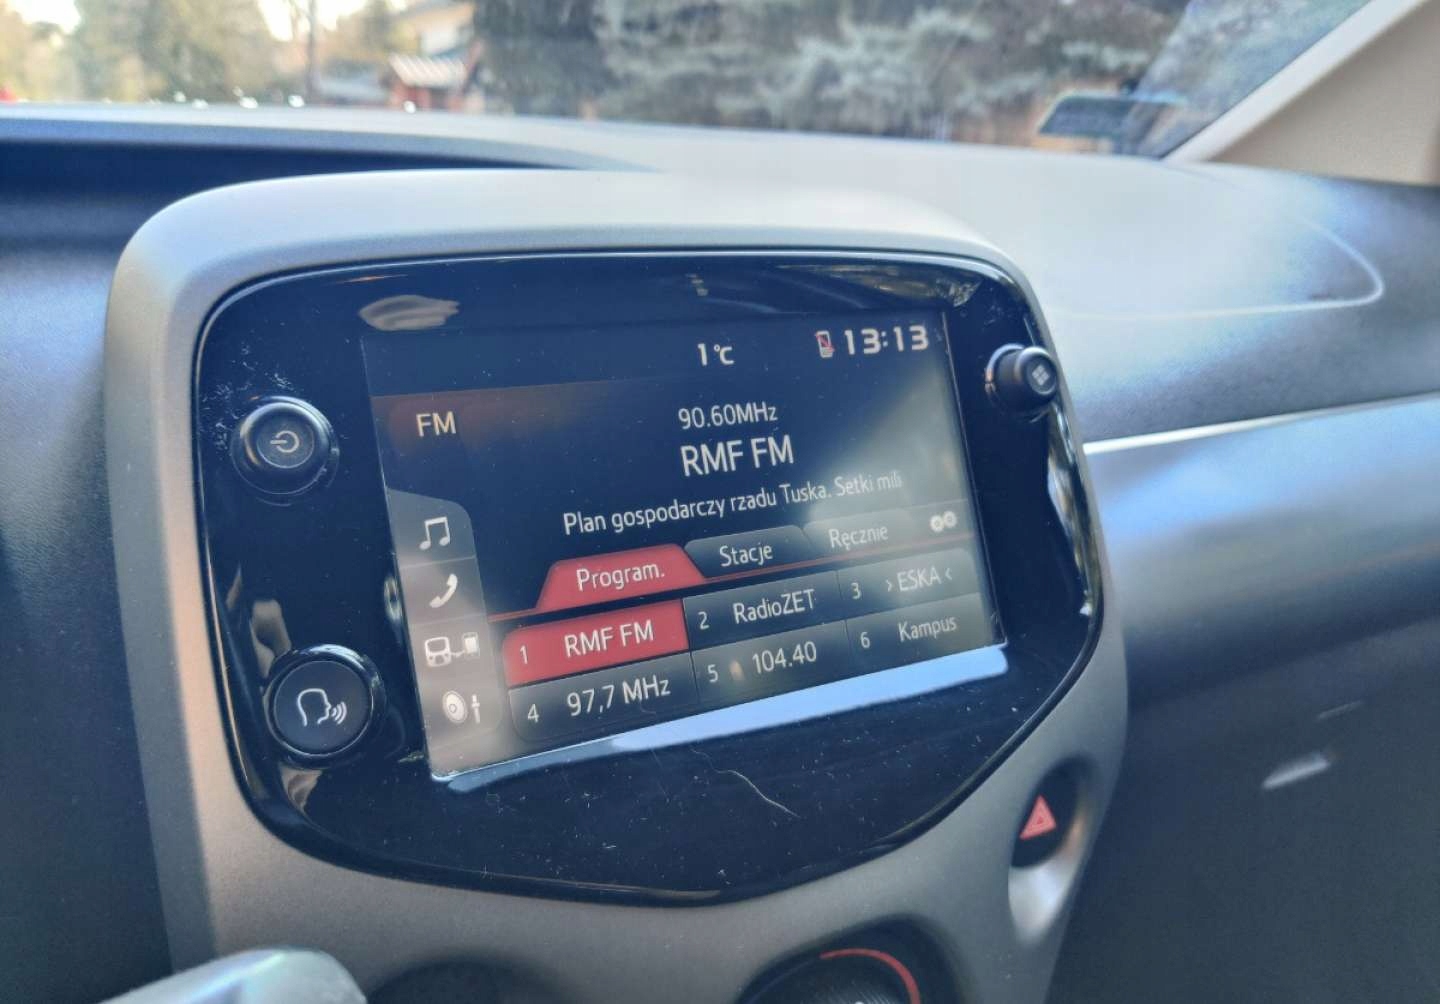 1°C 13:13
FM
90.60MHz
RMF FM
Plan gospodarczy rzadu Tuska. Setki mili
Program. Stacje Ręcznie
1 RMF FM 2 RadioZET 3 › ESKA ‹
4 97,7 MHz 5 104.40 6 Kampus